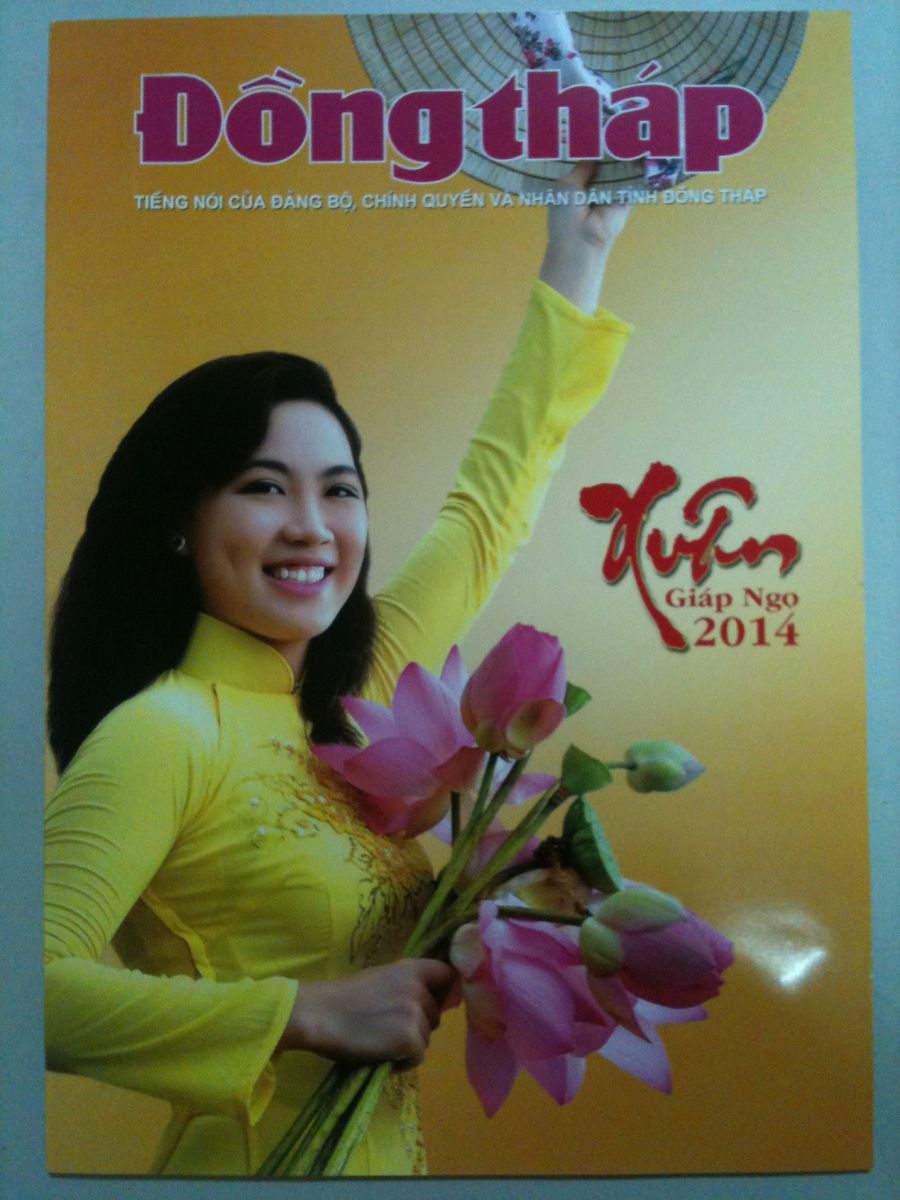 Đồng tháp
TIẾNG NÓI CỦA ĐẢNG BỘ, CHÍNH QUYỀN VÀ NHÂN DÂN TỈNH ĐỒNG THÁP
Xuân
Giáp Ngọ
2014